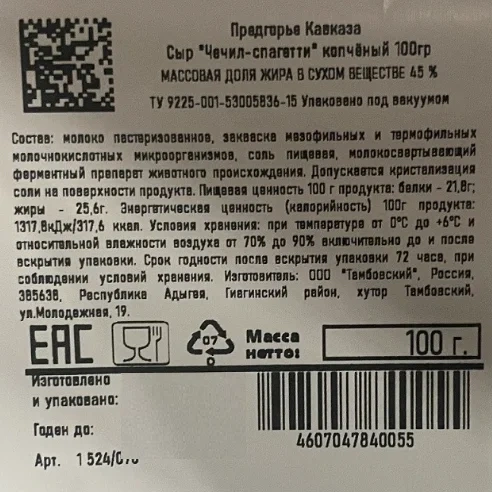 Предгорье Кавказа
Сыр "Чечил-спагетти" копчёный 100гр
МАССОВАЯ ДОЛЯ ЖИРА В СУХОМ ВЕЩЕСТВЕ 45 %
ТУ 9225-001-53005836-15 Упаковано под вакуумом
Состав: молоко пастеризованное, закваска мезофильных и термофильных
молочнокислотных микроорганизмов, соль пищевая, молокосвертывающий
ферментный препарат животного происхождения. Допускается кристализация
соли на поверхности продукта. Пищевая ценность 100 г продукта: белки - 21,8г;
жиры - 25,6г. Энергетическая ценность (калорийность) 100г продукта:
1317,8кДж/317,6 ккал. Условия хранения: при температуре от 0°С до +6°С и
относительной влажности воздуха от 70% до 90% включительно до и после
вскрытия упаковки. Срок годности после вскрытия упаковки 72 часа, при
соблюдении условий хранения. Изготовитель: ООО "Тамбовский", Россия,
385638, Республика Адыгея, Гиагинский район, хутор Тамбовский,
ул.Молодежная, 19.
ЕАС
07
0
Масса
нетто:
100 г.
Изготовлено
и упаковано:
Годен до:
Арт. 1 524/
4607047840055